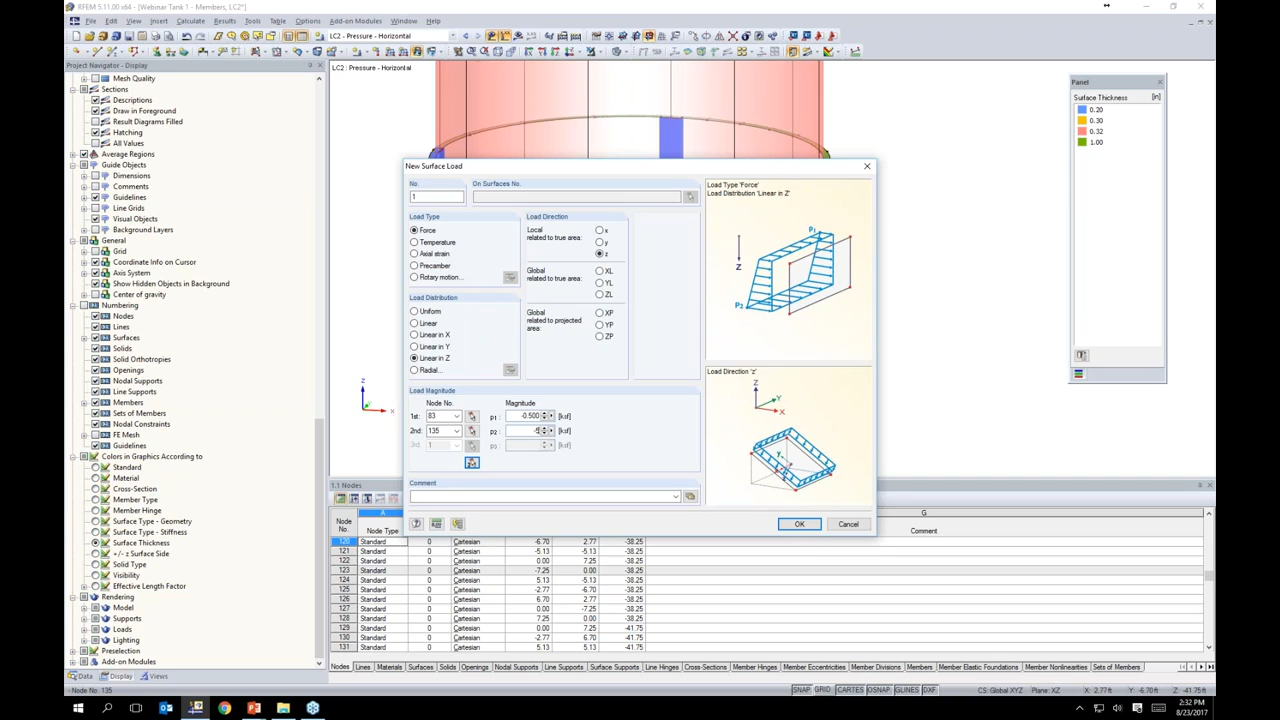 RFEM 5.11.00 x64 - [Webinar Tank 1 - Members, LC2*]
File Edit View Insert Calculate Results Tools Table Options Add-on Modules Window Help
LC2 - Pressure - Horizontal
Project Navigator - Display
Mesh Quality
Sections
Descriptions
Draw in Foreground
Result Diagrams Filled
Hatching
All Values
Average Regions
Guide Objects
Dimensions
Comments
Guidelines
Line Grids
Visual Objects
Background Layers
General
Grid
Coordinate Info on Cursor
Axis System
Show Hidden Objects in Background
Center of gravity
Numbering
Nodes
Lines
Surfaces
Solids
Solid Orthotropies
Openings
Nodal Supports
Line Supports
Members
Sets of Members
Nodal Constraints
FE Mesh
Guidelines
Colors in Graphics According to
Standard
Material
Cross-Section
Member Type
Member Hinge
Surface Type - Geometry
Surface Type - Stiffness
Surface Thickness
+/- z Surface Side
Solid Type
Visibility
Effective Length Factor
Rendering
Model
Supports
Loads
Lighting
Preselection
Add-on Modules
Data Display Views
Node No. 135
LC2 : Pressure - Horizontal
z
x
Panel
Surface Thickness [in]
0.20
0.30
0.32
1.00
New Surface Load
No.
1
On Surfaces No.
Load Type
Force
Temperature
Axial strain
Precamber
Rotary motion...
Load Distribution
Uniform
Linear
Linear in X
Linear in Y
Linear in Z
Radial...
Load Direction
Local
related to true area:
x
y
z
Global
related to true area:
XL
YL
ZL
Global
related to projected
area:
XP
YP
ZP
Load Magnitude
Node No. Magnitude
1st: 83 p1: -0.500 [ksf]
2nd: 135 p2: -5 [ksf]
3rd: 1 p3: [ksf]
Comment
OK Cancel
Load Type 'Force'
Load Distribution 'Linear in Z'
P1
Z
P2
Load Direction 'z'
Z
Y
X
1.1 Nodes
A G
Node
No. Node Type Comment
120 Standard 0 Cartesian -6.70 2.77 -38.25
121 Standard 0 Cartesian -5.13 -5.13 -38.25
122 Standard 0 Cartesian 0.00 7.25 -38.25
123 Standard 0 Cartesian -7.25 0.00 -38.25
124 Standard 0 Cartesian 5.13 -5.13 -38.25
125 Standard 0 Cartesian -2.77 6.70 -38.25
126 Standard 0 Cartesian 6.70 2.77 -38.25
127 Standard 0 Cartesian 0.00 -7.25 -38.25
128 Standard 0 Cartesian 7.25 0.00 -38.25
129 Standard 0 Cartesian 0.00 7.25 -41.75
130 Standard 0 Cartesian -2.77 6.70 -41.75
131 Standard 0 Cartesian 5.13 5.13 -41.75
Nodes Lines Materials Surfaces Solids Openings Nodal Supports Line Supports Surface Supports Line Hinges Cross-Sections Member Hinges Member Eccentricities Member Divisions Members Member Elastic Foundations Member Nonlinearities Sets of Members
SNAP GRID CARTES OSNAP GLINES DXF CS: Global XYZ Plane: XZ X: 2.77 ft Y: -6.70 ft Z: -41.75 ft
2:32 PM
8/23/2017